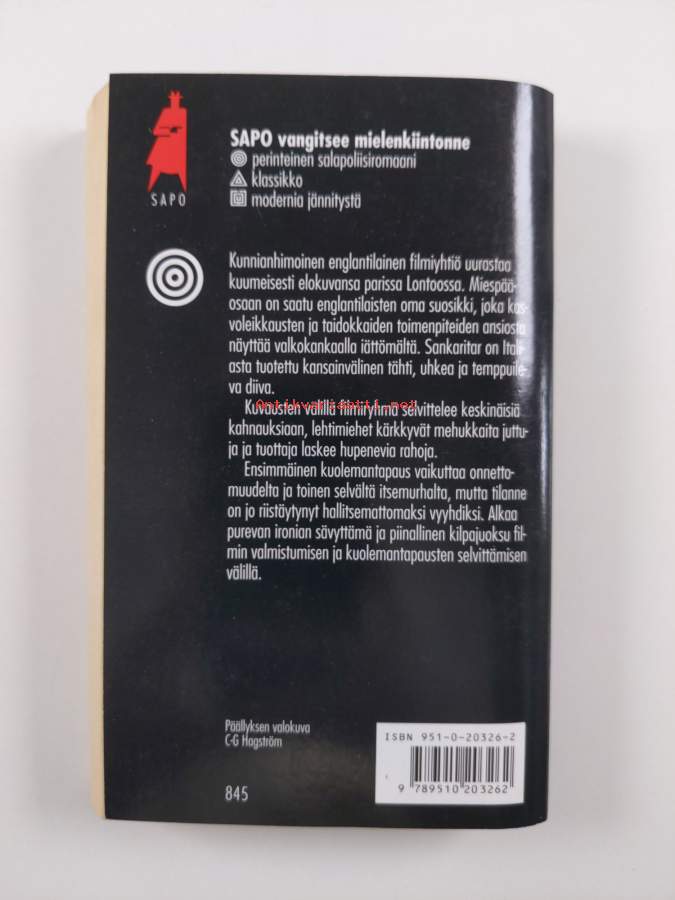 SAPO
SAPO vangitsee mielenkiintonne
perinteinen salapoliisiromaani
klassikko
modernia jännitystä
Kunnianhimoinen englantilainen filmiyhtiö uurastaa
kuumeisesti elokuvansa parissa Lontoossa. Miespää-
osaan on saatu englantilaisten oma suosikki, joka kas-
voleikkausten ja taidokkaiden toimenpiteiden ansiosta
näyttää valkokankaalla iättömältä. Sankaritar on Itali-
asta tuotettu kansainvälinen tähti, uhkea ja temppuile-
va diiva.
Antikvariaatti.net
Kuvausten välillä filmiryhmä selvittelee keskinäisiä
kahnauksiaan, lehtimiehet kärkkyvät mehukkaita juttu-
ja ja tuottaja laskee hupenevia rahoja.
Ensimmäinen kuolemantapaus vaikuttaa onnetto-
muudelta ja toinen selvältä itsemurhalta, mutta tilanne
on jo riistäytynyt hallitsemattomaksi vyyhdiksi. Alkaa
purevan ironian sävyttämä ja piinallinen kilpajuoksu fil-
min valmistumisen ja kuolemantapausten selvittämisen
välillä.
Päällyksen valokuva
C-G Hagström
845
ISBN 951-0-20326-2
9 789510 203262